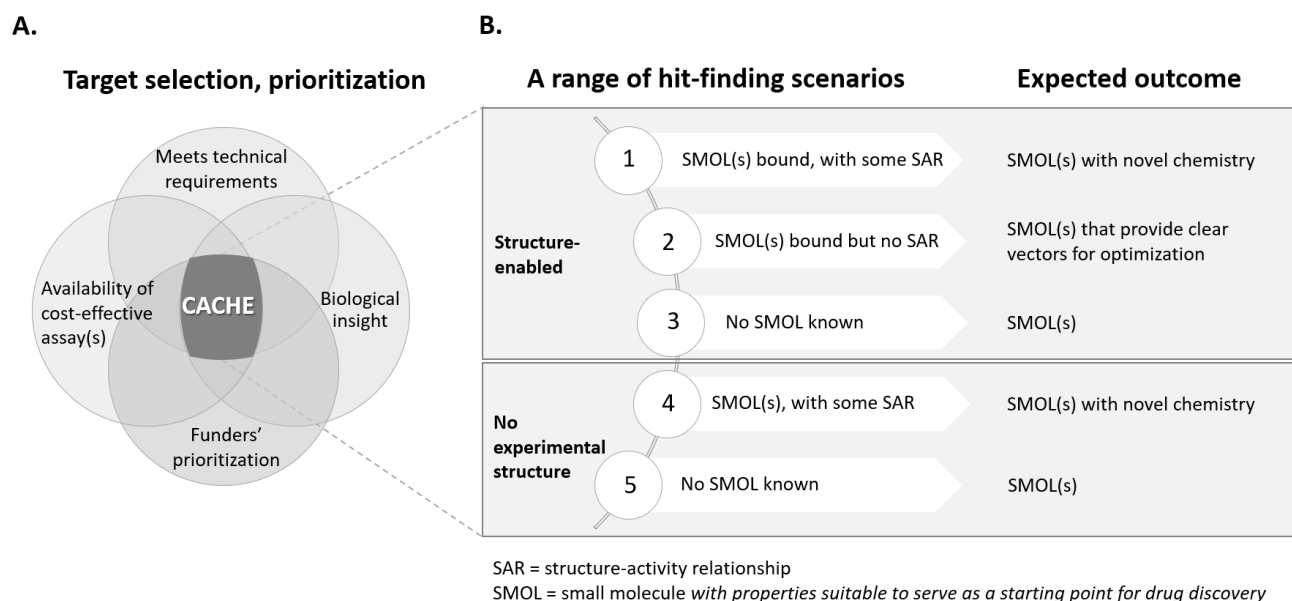 A.
Target selection, prioritization
Meets technical
requirements
Availability of
cost-effective
assay(s)
CACHE
Biological
insight
Funders’
prioritization
B.
A range of hit-finding scenarios
Expected outcome
Structure-
enabled
1
SMOL(s) bound, with some SAR
SMOL(s) with novel chemistry
2
SMOL(s) bound but no SAR
SMOL(s) that provide clear
vectors for optimization
3
No SMOL known
SMOL(s)
No
experimental
structure
4
SMOL(s), with some SAR
SMOL(s) with novel chemistry
5
No SMOL known
SMOL(s)
SAR = structure-activity relationship
SMOL = small molecule with properties suitable to serve as a starting point for drug discovery